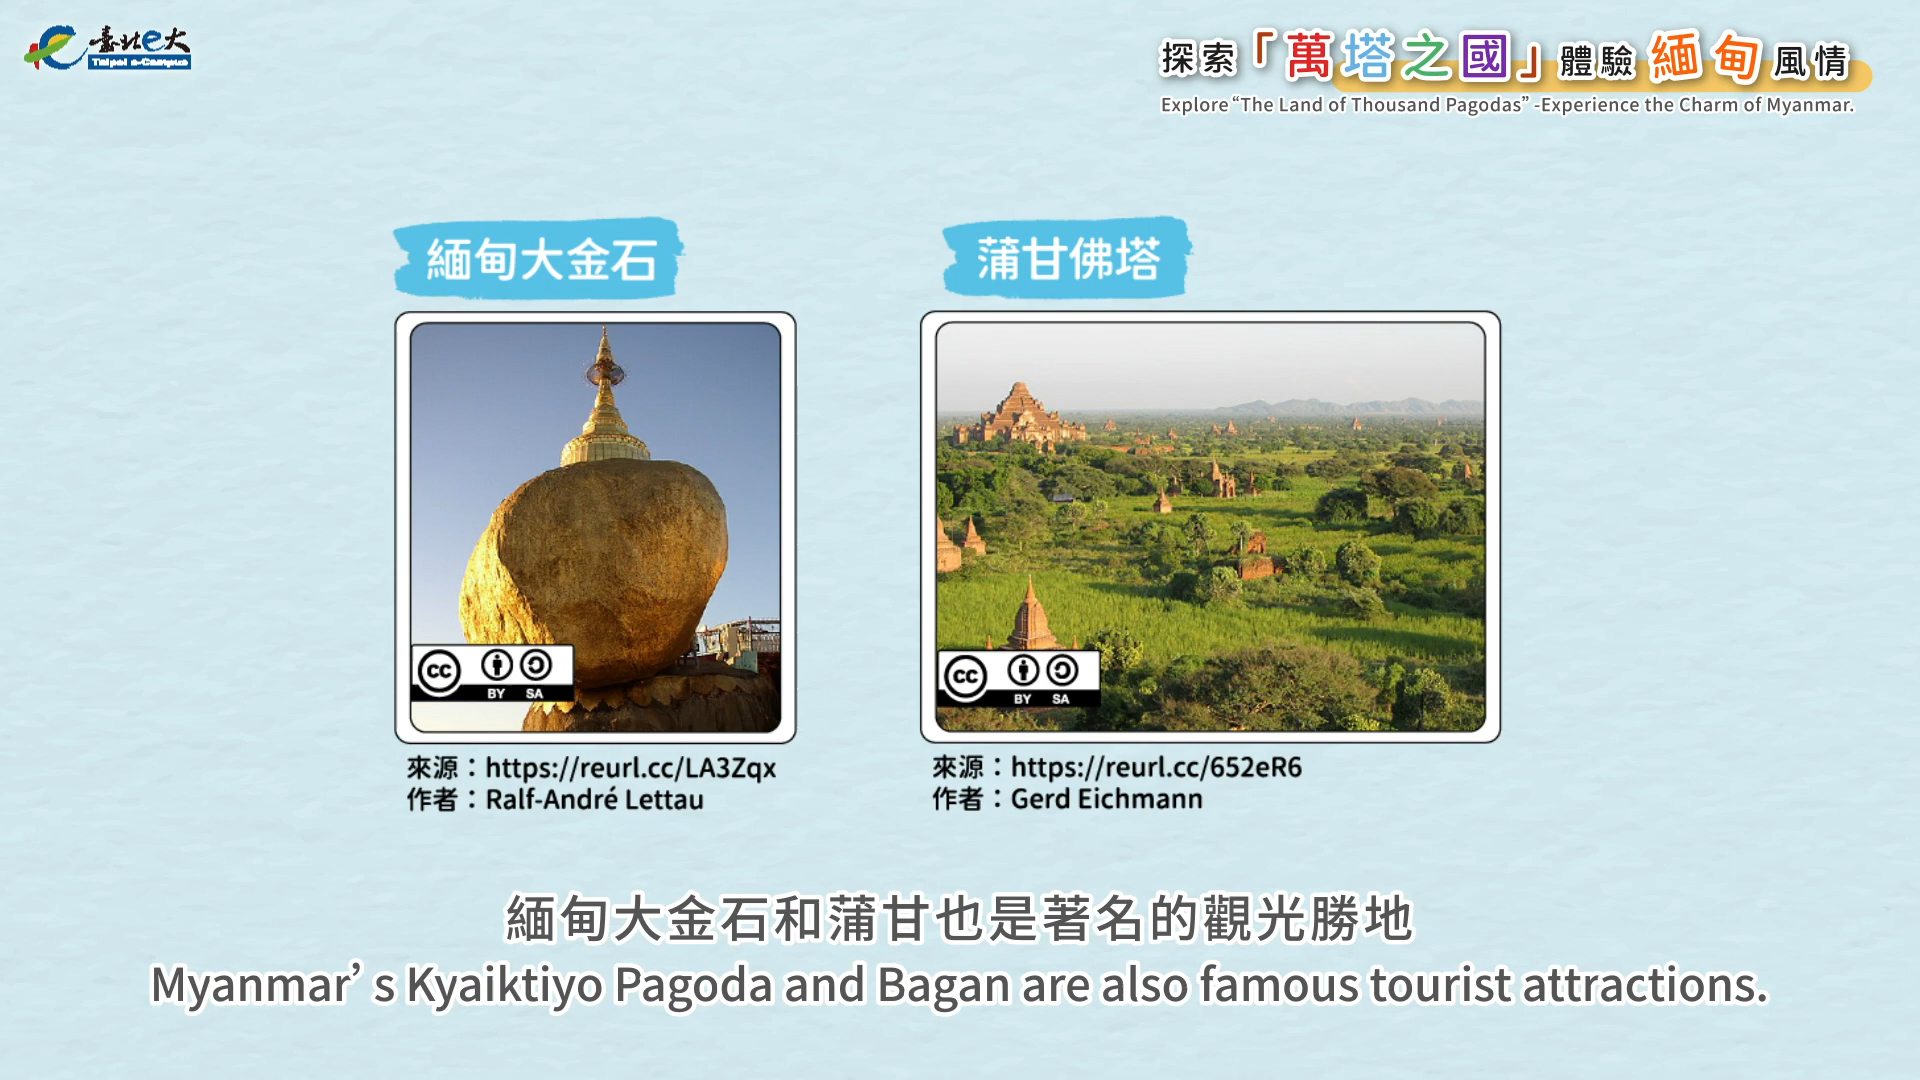 臺北e大
Taipei e-Campus
探索「萬塔之國」體驗緬甸風情
Explore “The Land of Thousand Pagodas” -Experience the Charm of Myanmar.
緬甸大金石
蒲甘佛塔
cc
BY SA
cc
BY SA
來源：https://reurl.cc/LA3Zqx
作者：Ralf-André Lettau
來源：https://reurl.cc/652eR6
作者：Gerd Eichmann
緬甸大金石和蒲甘也是著名的觀光勝地
Myanmar’s Kyaiktiyo Pagoda and Bagan are also famous tourist attractions.